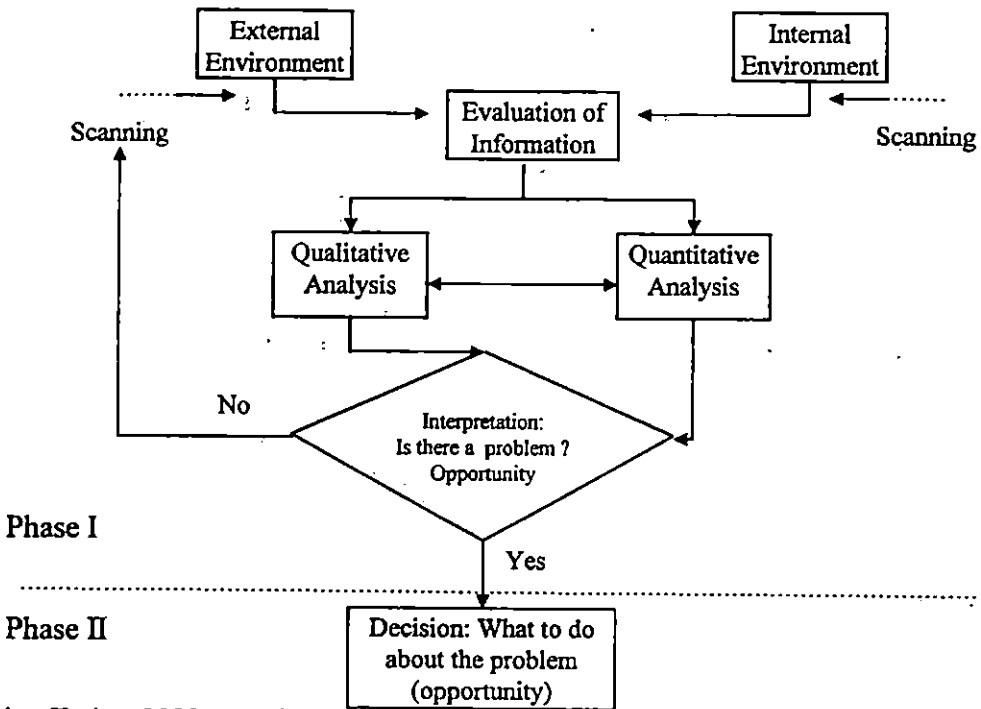 External
Environment
Internal
Environment
Scanning
Evaluation of
Information
Scanning
Qualitative
Analysis
Quantitative
Analysis
No
Interpretation:
Is there a problem ?
Opportunity
Phase I
Yes
Phase II
Decision: What to do
about the problem
(opportunity)